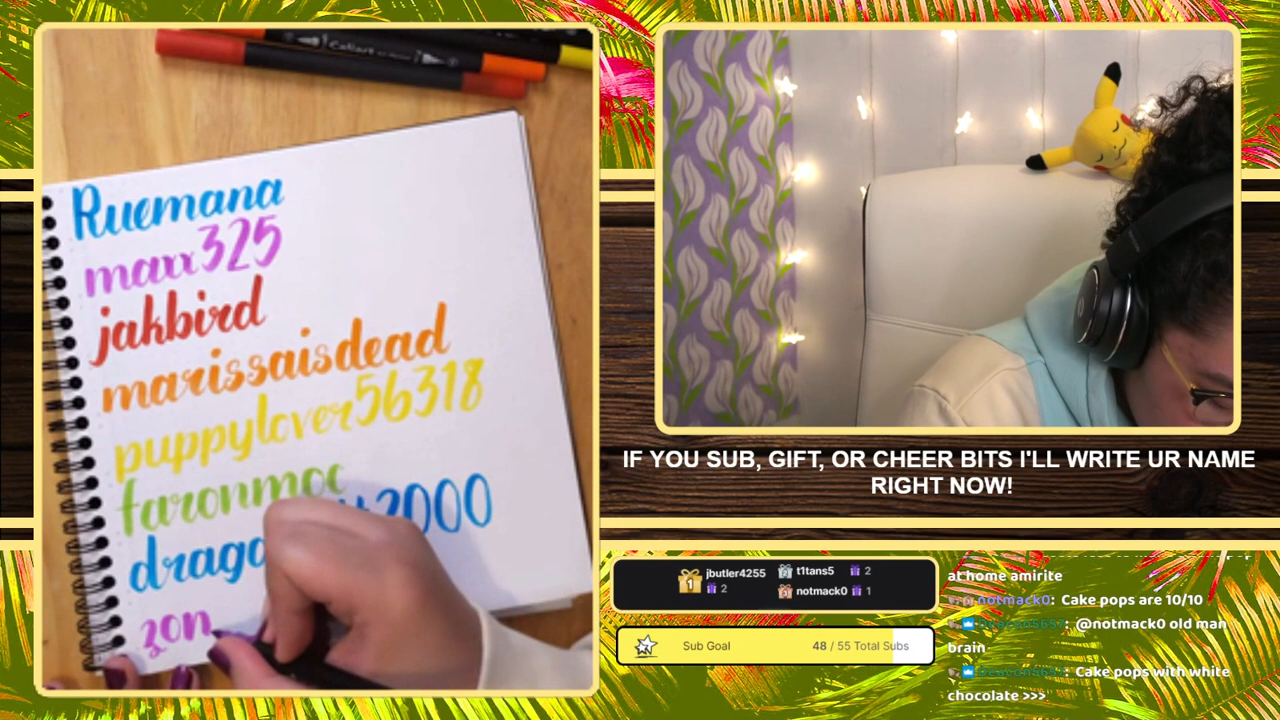 Ruemana
maxx325
jakbird
marissaisdead
puppylover56318
faronmoc
2000
zon
IF YOU SUB, GIFT, OR CHEER BITS I'LL WRITE UR NAME
RIGHT NOW!
1 jbutler4255
2
t1tans5 2
notmack0 1
Sub Goal 48 / 55 Total Subs
at home amirite
notmack0: Cake pops are 10/10
deacon5657: @notmack0 old man
brain
Cake pops with white
chocolate >>>